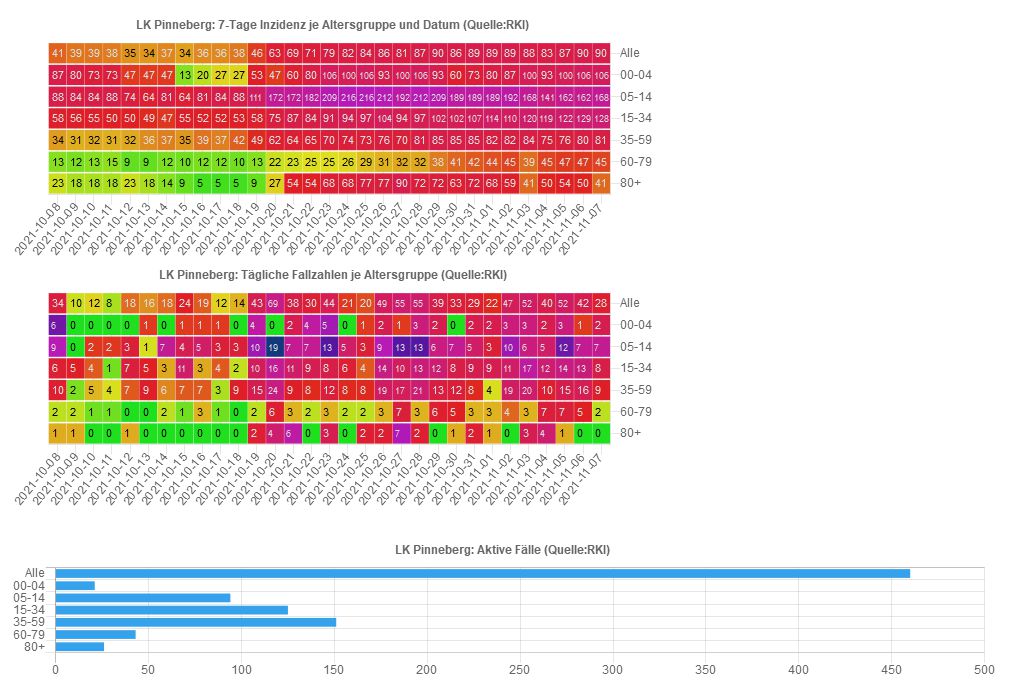 LK Pinneberg: 7-Tage Inzidenz je Altersgruppe und Datum (Quelle:RKI)
41 39 39 38 35 34 37 34 36 36 38 46 63 69 71 79 82 84 86 81 87 90 86 89 89 89 88 83 87 90 90 Alle
87 80 73 73 47 47 47 13 20 27 27 53 47 60 80 106 100 106 93 100 106 93 60 73 80 87 100 93 100 106 106 00-04
88 84 84 88 74 64 81 64 81 84 88 111 172 172 182 209 216 216 212 192 212 209 189 189 189 192 168 141 162 162 168 05-14
58 56 55 50 50 49 47 55 52 52 53 58 75 87 84 91 94 97 104 94 97 102 102 107 114 110 120 119 122 129 128 15-34
34 31 32 31 32 36 37 35 39 37 42 49 62 64 65 70 74 73 76 70 71 75 71 85 85 82 84 75 76 80 81 35-59
13 12 13 15 9 9 12 10 12 12 10 13 22 23 25 25 26 29 31 32 32 38 41 42 44 45 39 45 47 47 45 60-79
23 18 18 18 23 18 14 9 5 5 5 9 27 54 54 68 68 77 77 90 72 72 63 72 68 59 41 50 54 50 41 80+
2021-10-08 2021-10-09 2021-10-10 2021-10-11 2021-10-12 2021-10-13 2021-10-14 2021-10-15 2021-10-16 2021-10-17 2021-10-18 2021-10-19 2021-10-20 2021-10-21 2021-10-22 2021-10-23 2021-10-24 2021-10-25 2021-10-26 2021-10-27 2021-10-28 2021-10-29 2021-10-30 2021-10-31 2021-11-01 2021-11-02 2021-11-03 2021-11-04 2021-11-05 2021-11-06 2021-11-07
LK Pinneberg: Tägliche Fallzahlen je Altersgruppe (Quelle:RKI)
34 10 12 8 18 16 18 24 19 12 14 43 69 38 30 44 21 20 49 55 55 39 33 29 22 47 52 40 52 42 28 Alle
6 0 0 0 0 1 0 1 1 1 0 4 0 2 4 5 0 1 2 1 3 2 0 2 2 3 3 2 3 1 2 00-04
9 0 2 2 3 1 7 4 5 3 3 10 19 7 7 13 5 3 9 13 13 6 7 5 3 10 6 5 12 7 7 05-14
6 5 4 1 7 5 3 11 3 4 2 10 16 11 9 8 6 4 14 10 13 12 8 9 9 11 17 12 14 13 8 15-34
10 2 5 4 7 9 6 7 7 3 9 15 24 9 8 12 8 8 19 17 21 13 12 8 4 19 20 10 15 16 9 35-59
2 2 1 1 0 0 2 1 3 1 0 2 6 3 2 3 2 2 3 7 3 6 5 3 3 4 3 7 7 5 2 60-79
1 1 0 0 1 0 0 0 0 0 0 2 4 6 0 3 0 2 2 7 2 0 1 2 1 0 3 4 1 0 0 80+
2021-10-08 2021-10-09 2021-10-10 2021-10-11 2021-10-12 2021-10-13 2021-10-14 2021-10-15 2021-10-16 2021-10-17 2021-10-18 2021-10-19 2021-10-20 2021-10-21 2021-10-22 2021-10-23 2021-10-24 2021-10-25 2021-10-26 2021-10-27 2021-10-28 2021-10-29 2021-10-30 2021-10-31 2021-11-01 2021-11-02 2021-11-03 2021-11-04 2021-11-05 2021-11-06 2021-11-07
LK Pinneberg: Aktive Fälle (Quelle:RKI)
Alle
00-04
05-14
15-34
35-59
60-79
80+
0 50 100 150 200 250 300 350 400 450 500